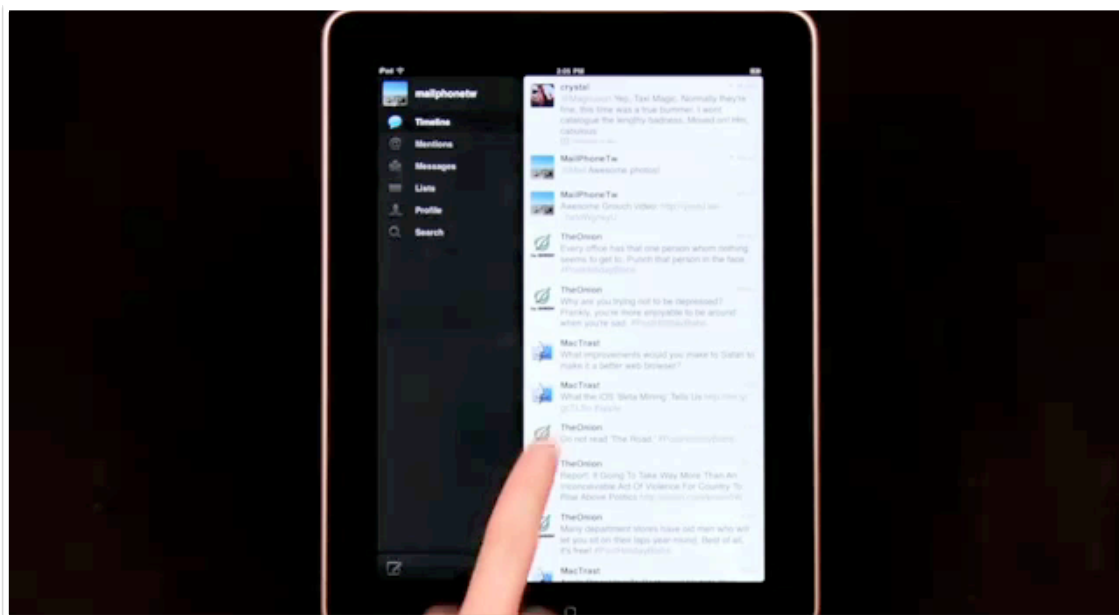 iPod
2:05 PM
mailphonetw
Timeline
Mentions
Messages
Lists
Profile
Search
crystal
Yep, Taxi Magic. Normally they're
fine, this time was a true bummer. I wont
catalogue the lengthy badness. Moved on!
MailPhoneTw
Awesome photos!
MailPhoneTw
Awesome Grouch video:
TheOnion
Every office has that one person whom nothing
seems to get to. Punch that person in the face.
TheOnion
Why are you trying not to be depressed?
Frankly, you're more enjoyable to be around
when you're sad.
MacTrast
What improvements would you make to Safari to
make it a better web browser?
MacTrast
What the iOS 'Beta Mining' Tells Us
TheOnion
Do not read 'The Road.'
TheOnion
Report: It Going To Take Way More Than An
Inconceivable Act Of Violence For Country To
Rise Above Politics
TheOnion
Many department stores have old men who will
let you sit on their laps year-round. Best of all,
it's free!
MacTrast